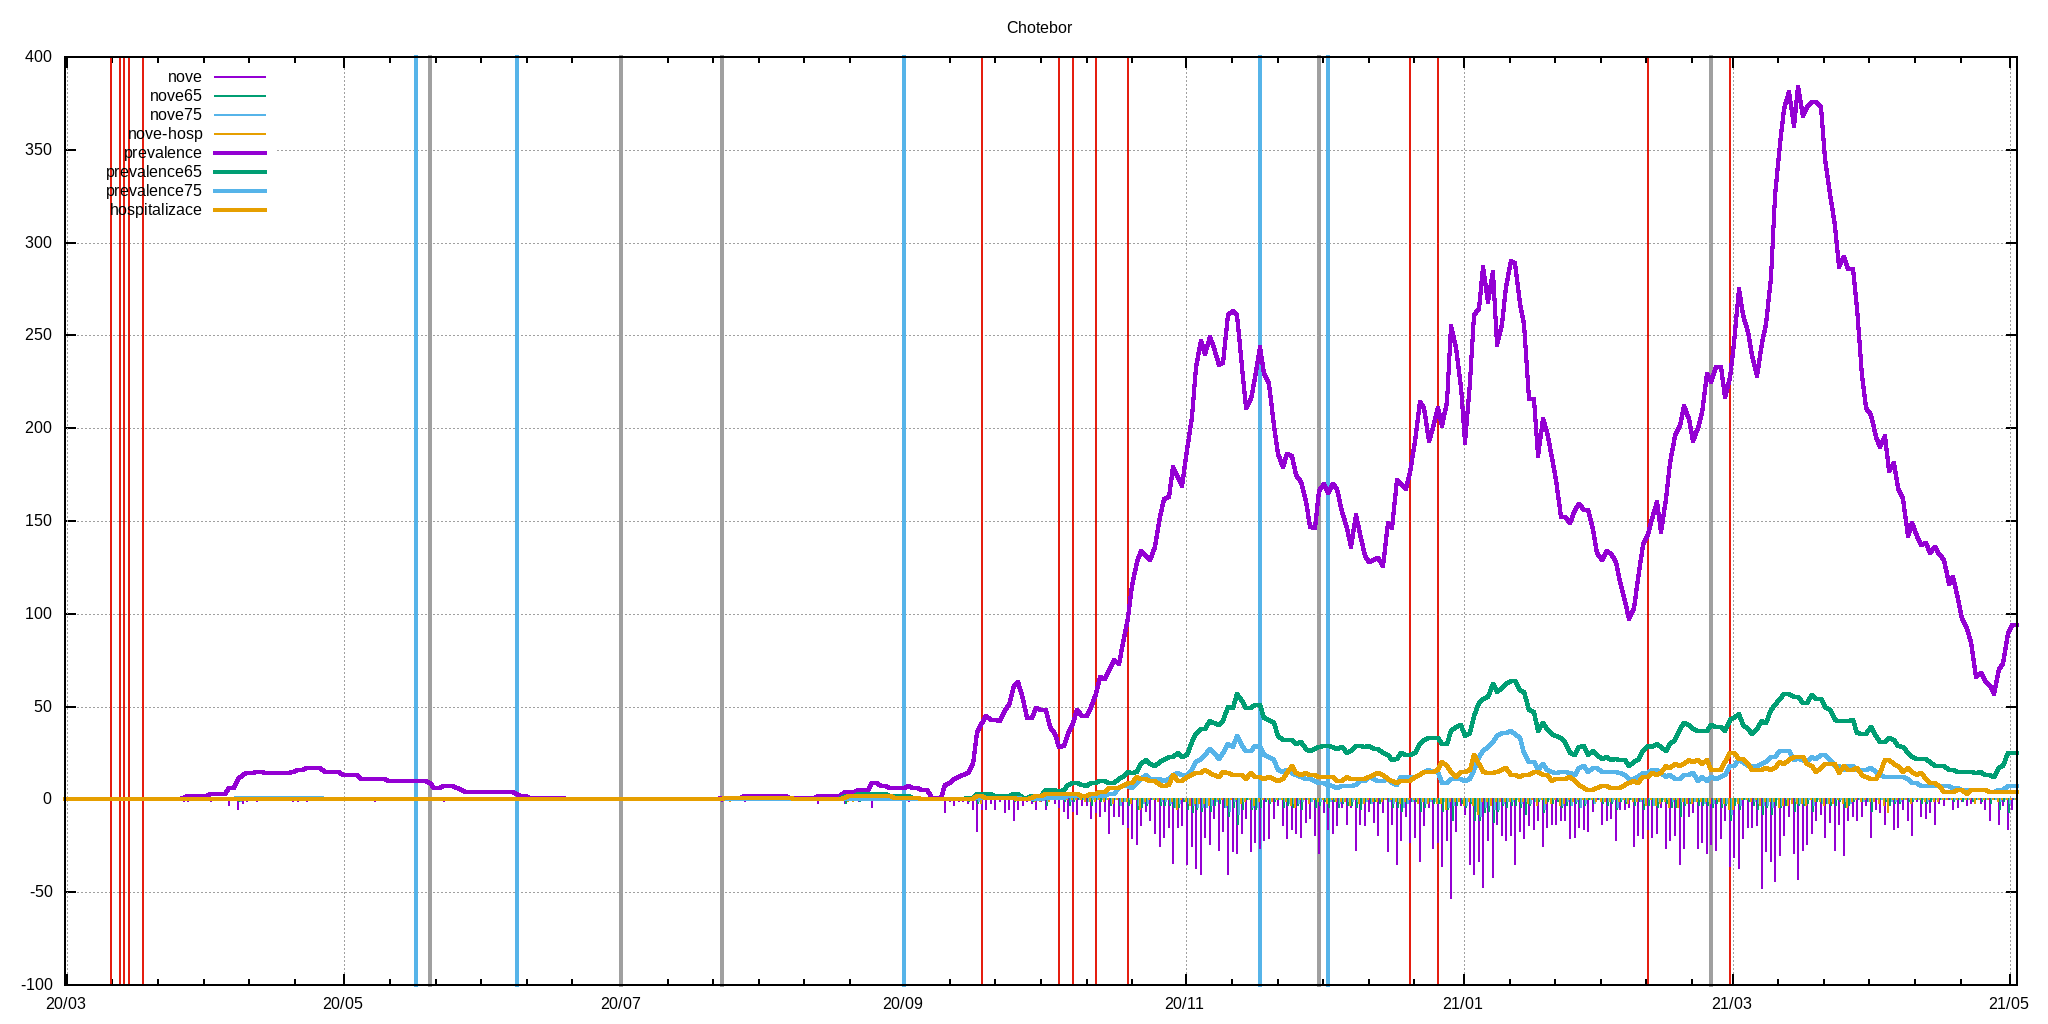 Chotebor
400
350
300
250
200
150
100
50
0
-50
-100
nove
nove65
nove75
nove-hosp
prevalence
prevalence65
prevalence75
hospitalizace
20/03 20/05 20/07 20/09 20/11 21/01 21/03 21/05